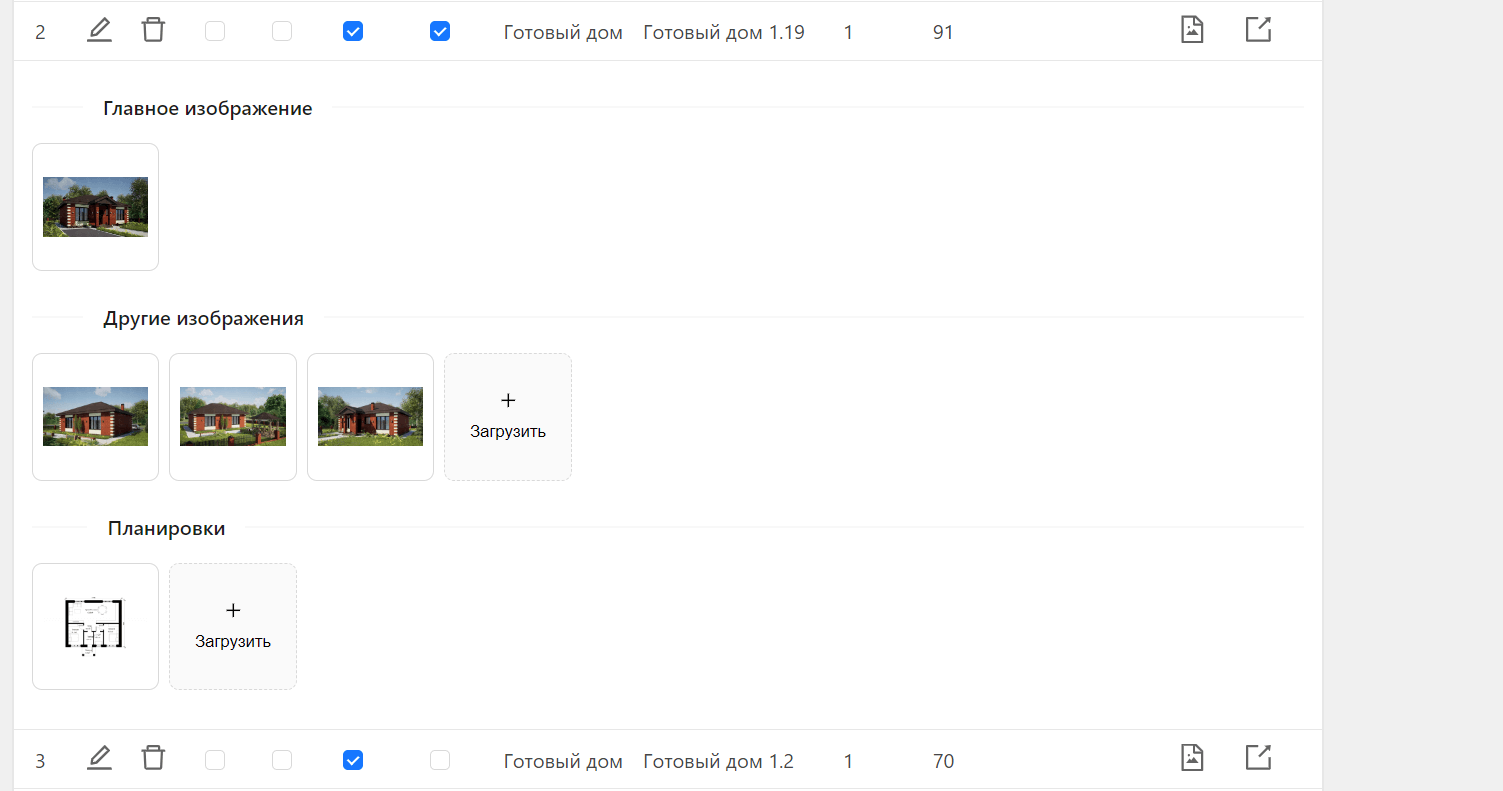 2 Готовый дом Готовый дом 1.19 1 91
Главное изображение
Другие изображения
Загрузить
Планировки
Загрузить
3 Готовый дом Готовый дом 1.2 1 70